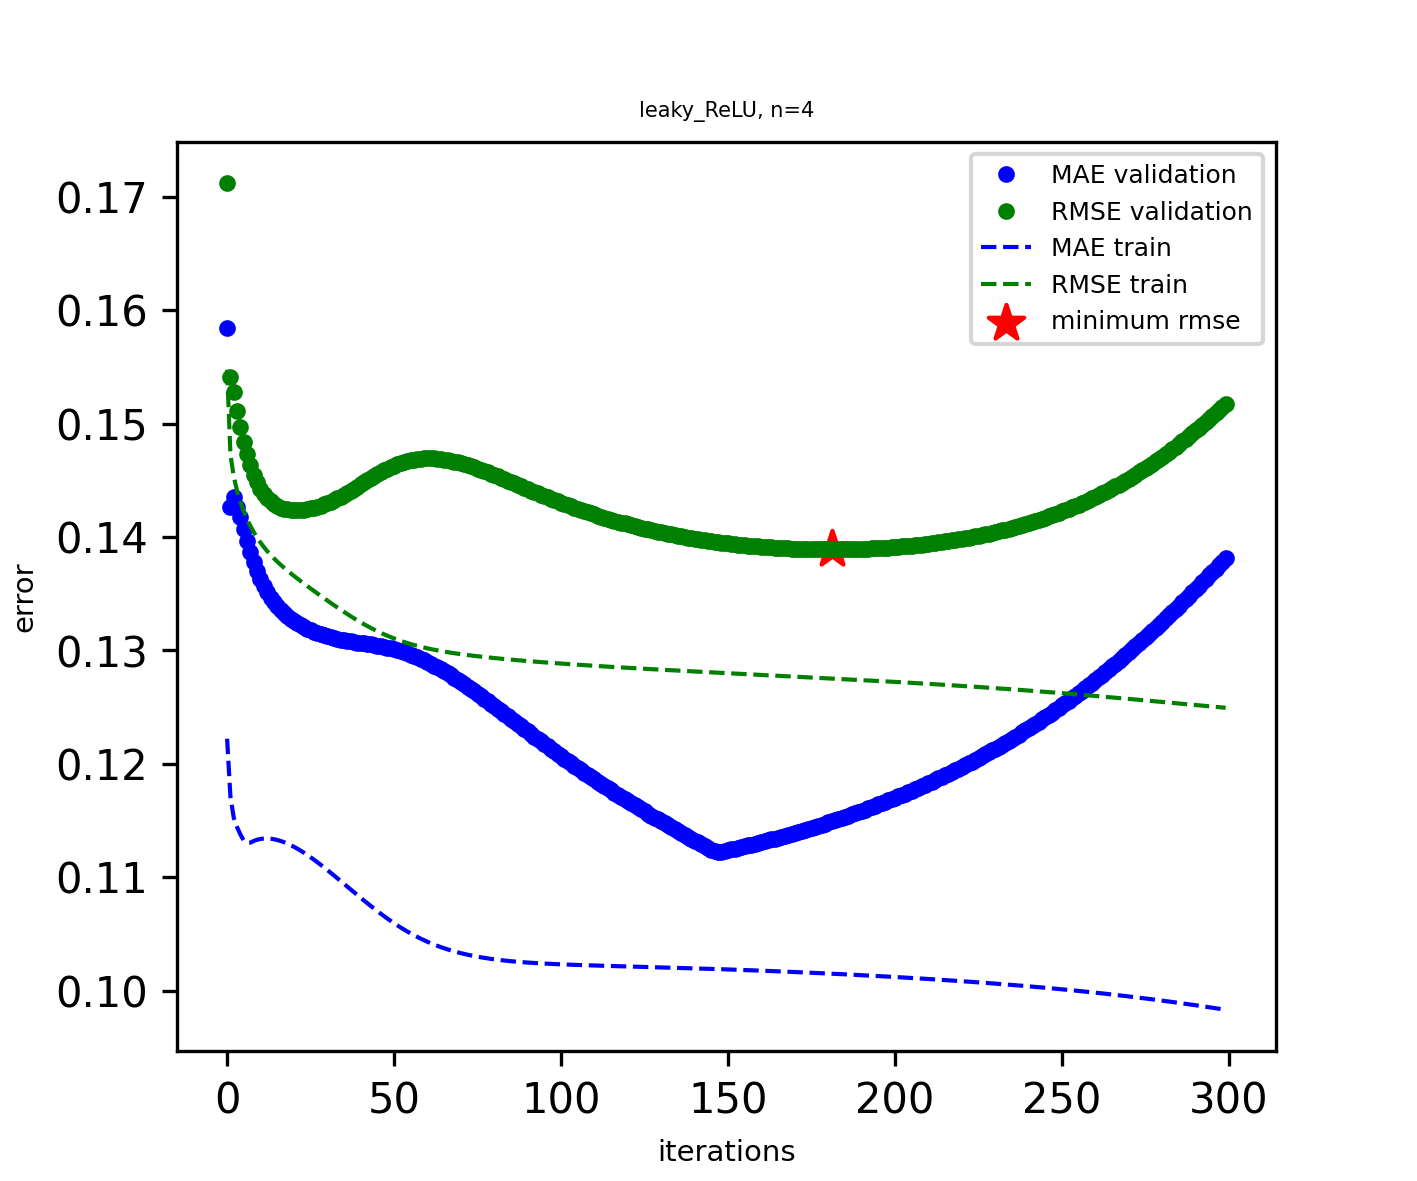 leaky_ReLU, n=4
MAE validation
RMSE validation
MAE train
RMSE train
minimum rmse
0.17
0.16
0.15
0.14
0.13
0.12
0.11
0.10
error
0 50 100 150 200 250 300
iterations